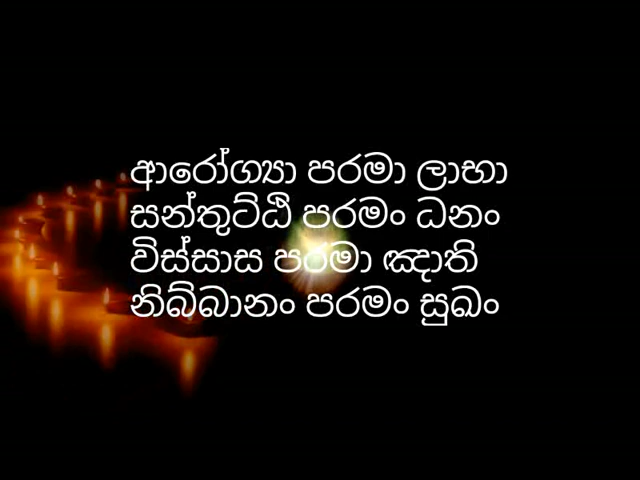 ආරෝග්‍යා පරමා ලාභා
සන්තුට්ඨි පරමං ධනං
විස්සාස පරමා ඤාති
නිබ්බානං පරමං සුඛං